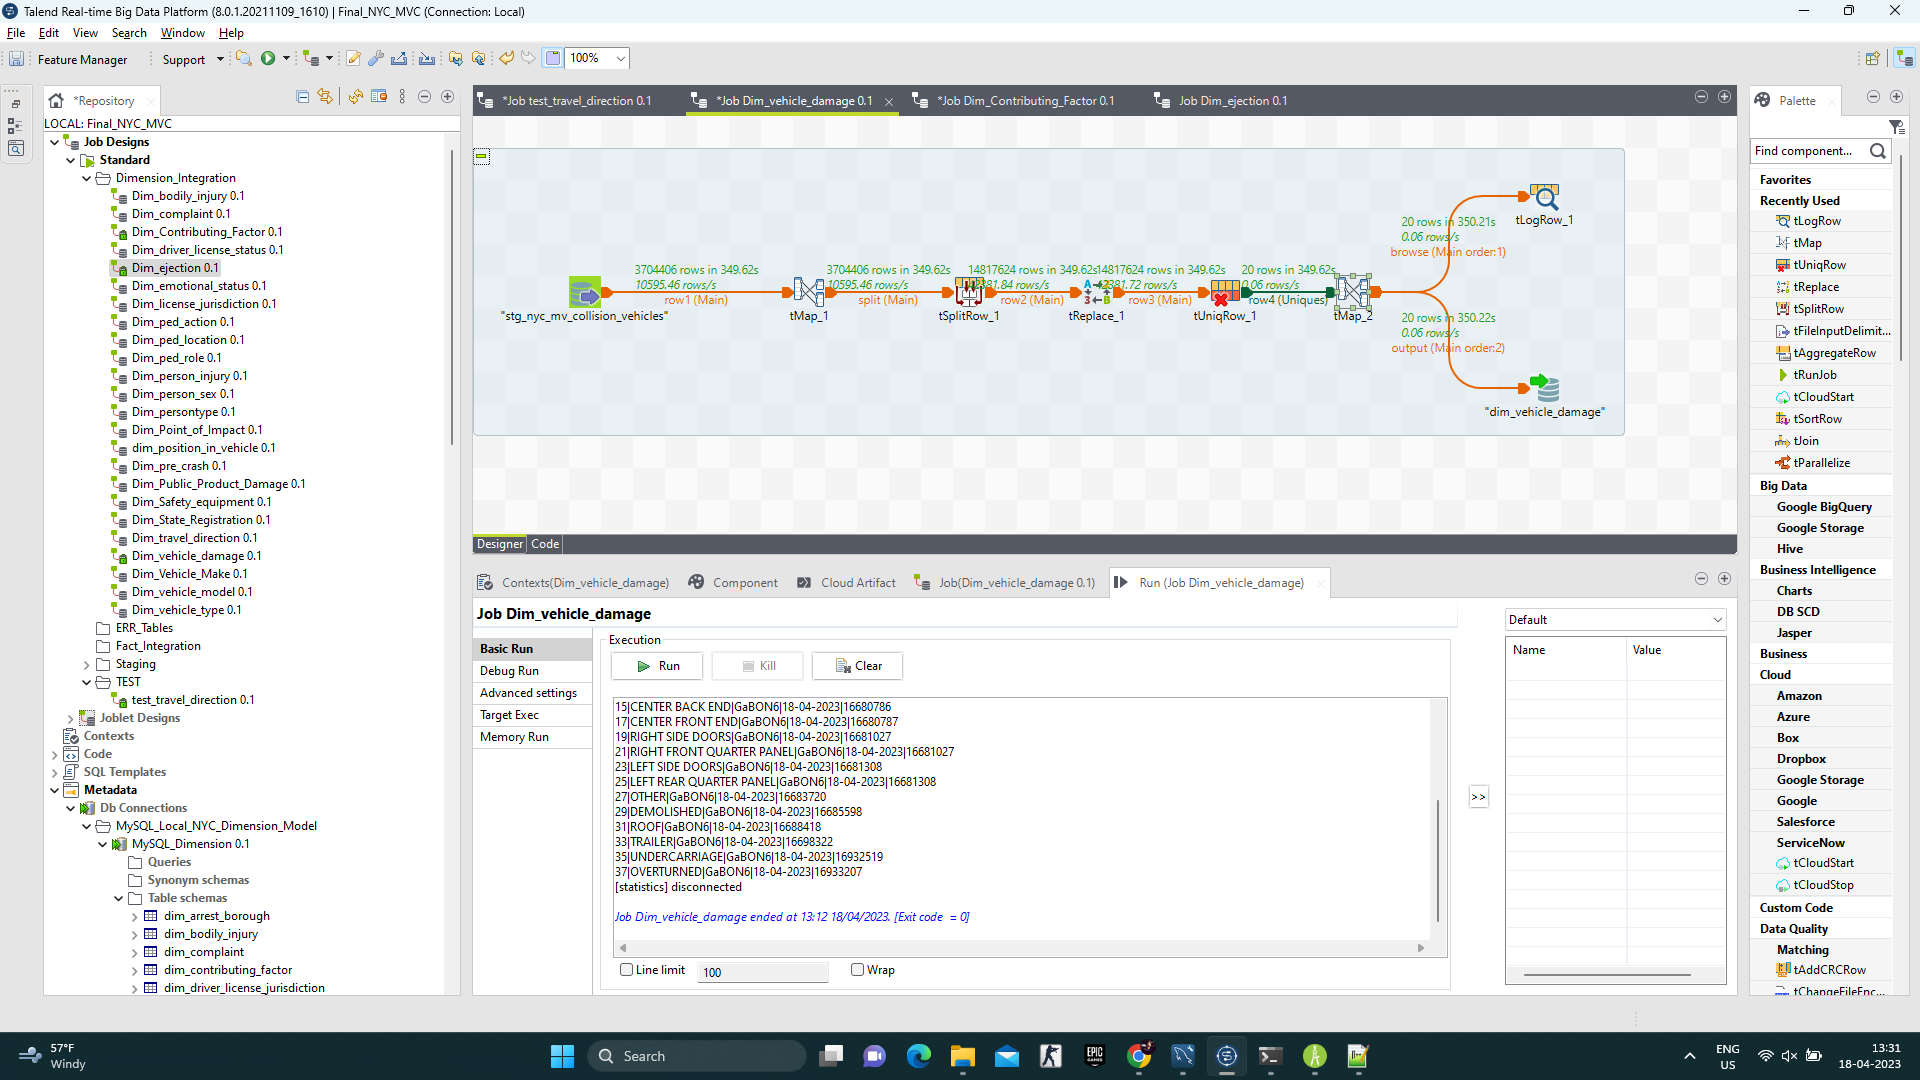 Talend Real-time Big Data Platform (8.0.1.20211109_1610) | Final_NYC_MVC (Connection: Local)
File Edit View Search Window Help
Feature Manager Support 100%
*Repository
LOCAL: Final_NYC_MVC
Job Designs
Standard
Dimension_Integration
Dim_bodily_injury 0.1
Dim_complaint 0.1
Dim_Contributing_Factor 0.1
Dim_driver_license_status 0.1
Dim_ejection 0.1
Dim_emotional_status 0.1
Dim_license_jurisdiction 0.1
Dim_ped_action 0.1
Dim_ped_location 0.1
Dim_ped_role 0.1
Dim_person_injury 0.1
Dim_person_sex 0.1
Dim_persontype 0.1
Dim_Point_of_Impact 0.1
dim_position_in_vehicle 0.1
Dim_pre_crash 0.1
Dim_Public_Product_Damage 0.1
Dim_Safety_equipment 0.1
Dim_State_Registration 0.1
Dim_travel_direction 0.1
Dim_vehicle_damage 0.1
Dim_Vehicle_Make 0.1
Dim_vehicle_model 0.1
Dim_vehicle_type 0.1
ERR_Tables
Fact_Integration
Staging
TEST
test_travel_direction 0.1
Joblet Designs
Contexts
Code
SQL Templates
Metadata
Db Connections
MySQL_Local_NYC_Dimension_Model
MySQL_Dimension 0.1
Queries
Synonym schemas
Table schemas
dim_arrest_borough
dim_bodily_injury
dim_complaint
dim_contributing_factor
dim_driver_license_jurisdiction
*Job test_travel_direction 0.1 *Job Dim_vehicle_damage 0.1 *Job Dim_Contributing_Factor 0.1 Job Dim_ejection 0.1
"stg_nyc_mv_collision_vehicles"
3704406 rows in 349.62s
10595.46 rows/s
row1 (Main)
tMap_1
3704406 rows in 349.62s
10595.46 rows/s
split (Main)
tSplitRow_1
14817624 rows in 349.62s
42381.84 rows/s
row2 (Main)
tReplace_1
14817624 rows in 349.62s
42381.72 rows/s
row3 (Main)
tUniqRow_1
20 rows in 349.62s
0.06 rows/s
row4 (Uniques)
tMap_2
20 rows in 350.21s
0.06 rows/s
browse (Main order:1)
tLogRow_1
20 rows in 350.22s
0.06 rows/s
output (Main order:2)
"dim_vehicle_damage"
Designer Code
Contexts(Dim_vehicle_damage) Component Cloud Artifact Job(Dim_vehicle_damage 0.1) Run (Job Dim_vehicle_damage)
Job Dim_vehicle_damage
Basic Run
Debug Run
Advanced settings
Target Exec
Memory Run
Execution
Run Kill Clear
15|CENTER BACK END|GaBON6|18-04-2023|16680786
17|CENTER FRONT END|GaBON6|18-04-2023|16680787
19|RIGHT SIDE DOORS|GaBON6|18-04-2023|16681027
21|RIGHT FRONT QUARTER PANEL|GaBON6|18-04-2023|16681027
23|LEFT SIDE DOORS|GaBON6|18-04-2023|16681308
25|LEFT REAR QUARTER PANEL|GaBON6|18-04-2023|16681308
27|OTHER|GaBON6|18-04-2023|16683720
29|DEMOLISHED|GaBON6|18-04-2023|16685598
31|ROOF|GaBON6|18-04-2023|16688418
33|TRAILER|GaBON6|18-04-2023|16698322
35|UNDERCARRIAGE|GaBON6|18-04-2023|16932519
37|OVERTURNED|GaBON6|18-04-2023|16933207
[statistics] disconnected
Job Dim_vehicle_damage ended at 13:12 18/04/2023. [Exit code  = 0]
Line limit 100 Wrap
>>
Default
Name Value
Palette
Find component...
Favorites
Recently Used
tLogRow
tMap
tUniqRow
tReplace
tSplitRow
tFileInputDelimit...
tAggregateRow
tRunJob
tCloudStart
tSortRow
tJoin
tParallelize
Big Data
Google BigQuery
Google Storage
Hive
Business Intelligence
Charts
DB SCD
Jasper
Business
Cloud
Amazon
Azure
Box
Dropbox
Google Storage
Google
Salesforce
ServiceNow
tCloudStart
tCloudStop
Custom Code
Data Quality
Matching
tAddCRCRow
tChangeFileEnc...
57°F
Windy
Search
EPIC GAMES
ENG
US
13:31
18-04-2023